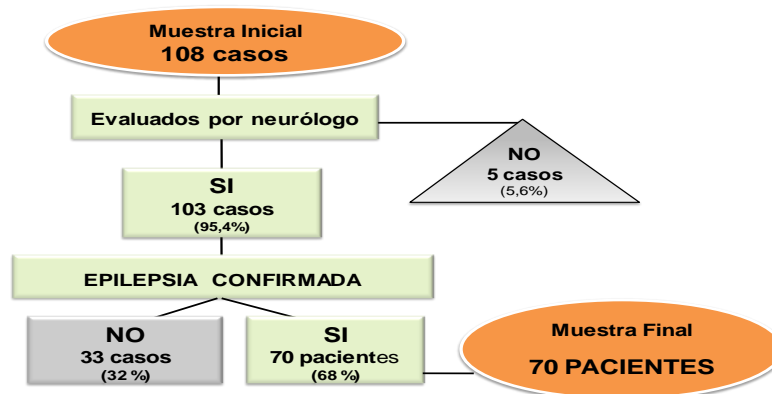 Muestra Inicial
108 casos
Evaluados por neurólogo
NO
5 casos
(5,6%)
SI
103 casos
(95,4%)
EPILEPSIA CONFIRMADA
NO
33 casos
(32 %)
SI
70 pacientes
(68 %)
Muestra Final
70 PACIENTES